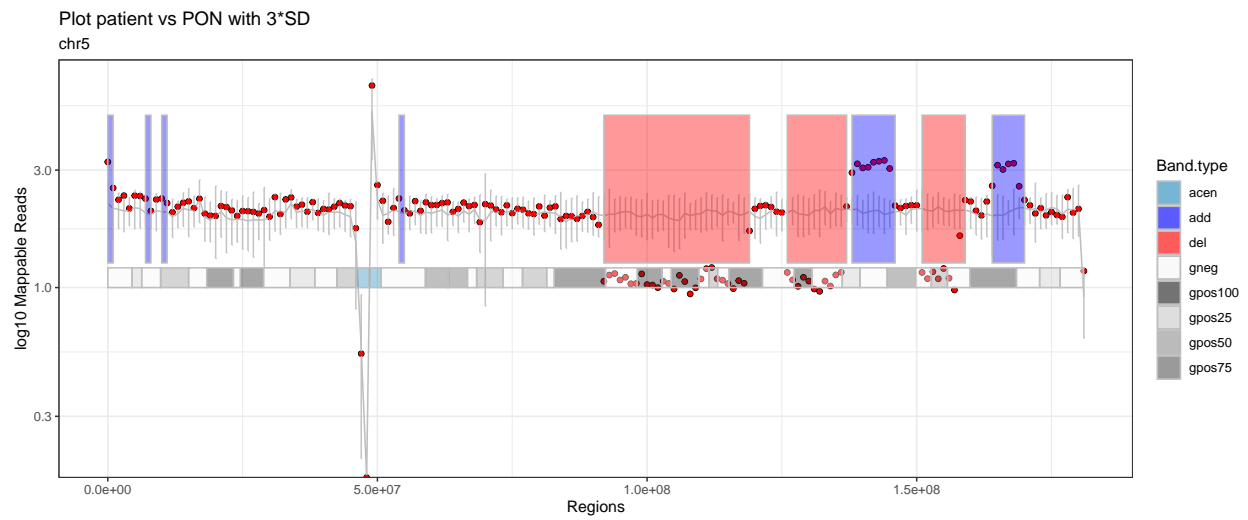 Plot patient vs PON with 3*SD
chr5
log10 Mappable Reads
3.0
1.0
0.3
0.0e+00
5.0e+07
1.0e+08
1.5e+08
Regions
Band.type
acen
add
del
gneg
gpos100
gpos25
gpos50
gpos75